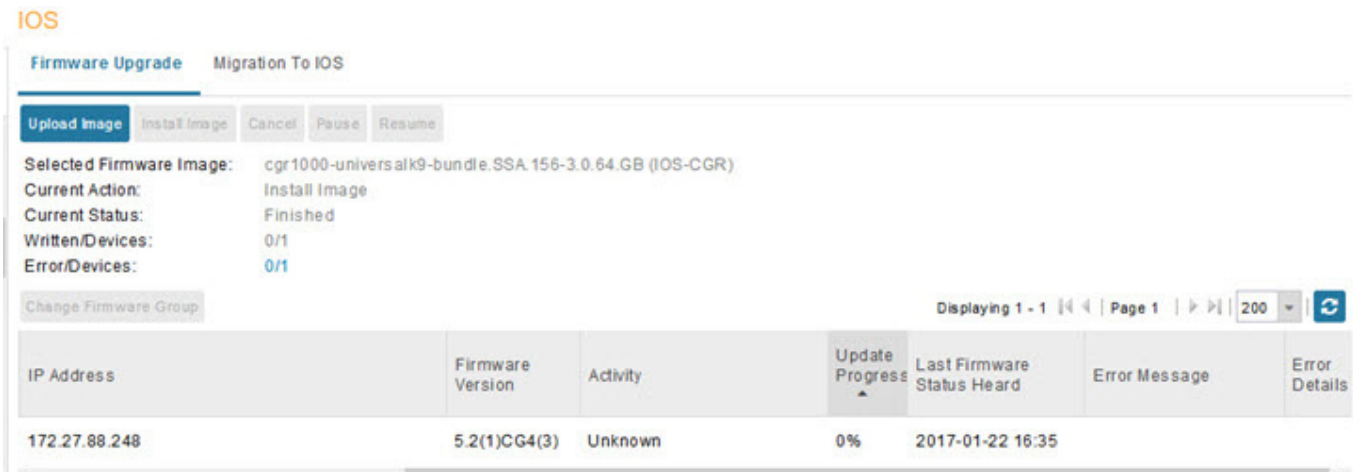 IOS
Firmware Upgrade Migration To IOS
Upload Image Install Image Cancel Pause Resume
Selected Firmware Image: cgr1000-universalk9-bundle.SSA.156-3.0.64.GB (IOS-CGR)
Current Action: Install Image
Current Status: Finished
Written/Devices: 0/1
Error/Devices: 0/1
Change Firmware Group Displaying 1 - 1 | Page 1 | 200
IP Address Firmware Version Activity Update Progress Last Firmware Status Heard Error Message Error Details
172.27.88.248 5.2(1)CG4(3) Unknown 0% 2017-01-22 16:35